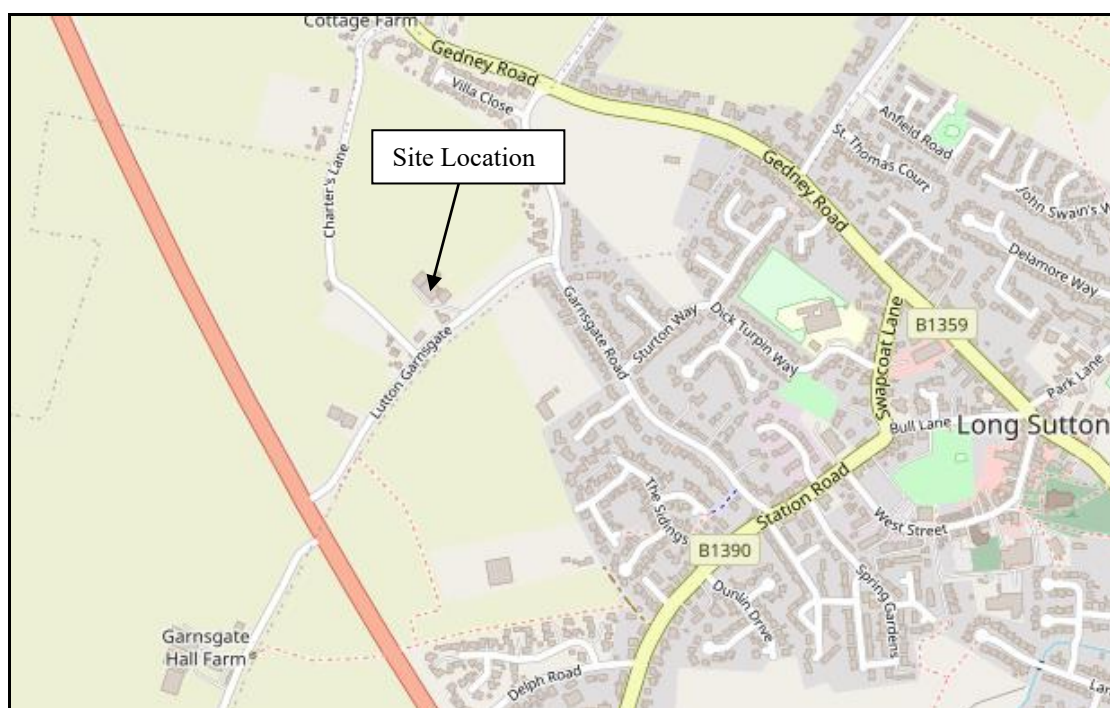 Cottage Farm
Gedney Road
Villa Close
Site Location
Charter's Lane
Anfield Road
St. Thomas Court
Gedney Road
John Swain's W
Delamore Way
Garnsgate Road
Sturton Way
Dick Turpin Way
Swapcoat Lane
B1359
Park Lane
Lutton Garnsgate
Bull Lane
Long Sutton
The Sidings
Station Road
West Street
B1390
Spring Gardens
Dunlin Drive
Garnsgate
Hall Farm
Delph Road
Lan